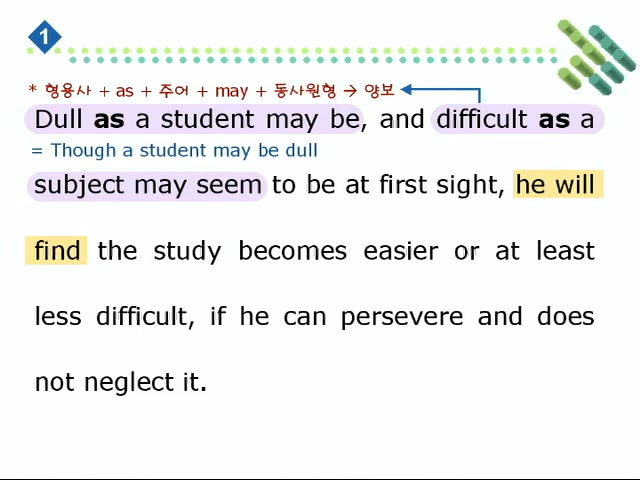 1
* 형용사 + as + 주어 + may + 동사원형 → 양보
Dull as a student may be, and difficult as a
= Though a student may be dull
subject may seem to be at first sight, he will
find the study becomes easier or at least
less difficult, if he can persevere and does
not neglect it.